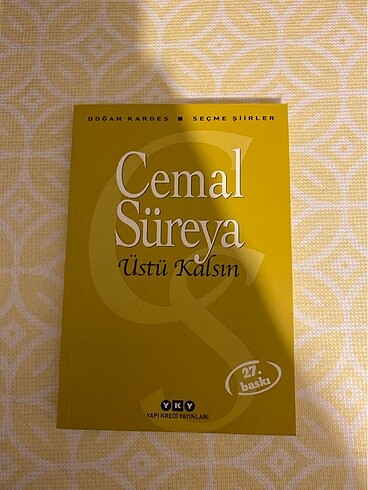 DOĞAN KARDEŞ ■ SEÇME ŞİİRLER
Cemal
Süreya
Üstü Kalsın
27.
baskı
YKY
YAPI KREDİ YAYINLARI